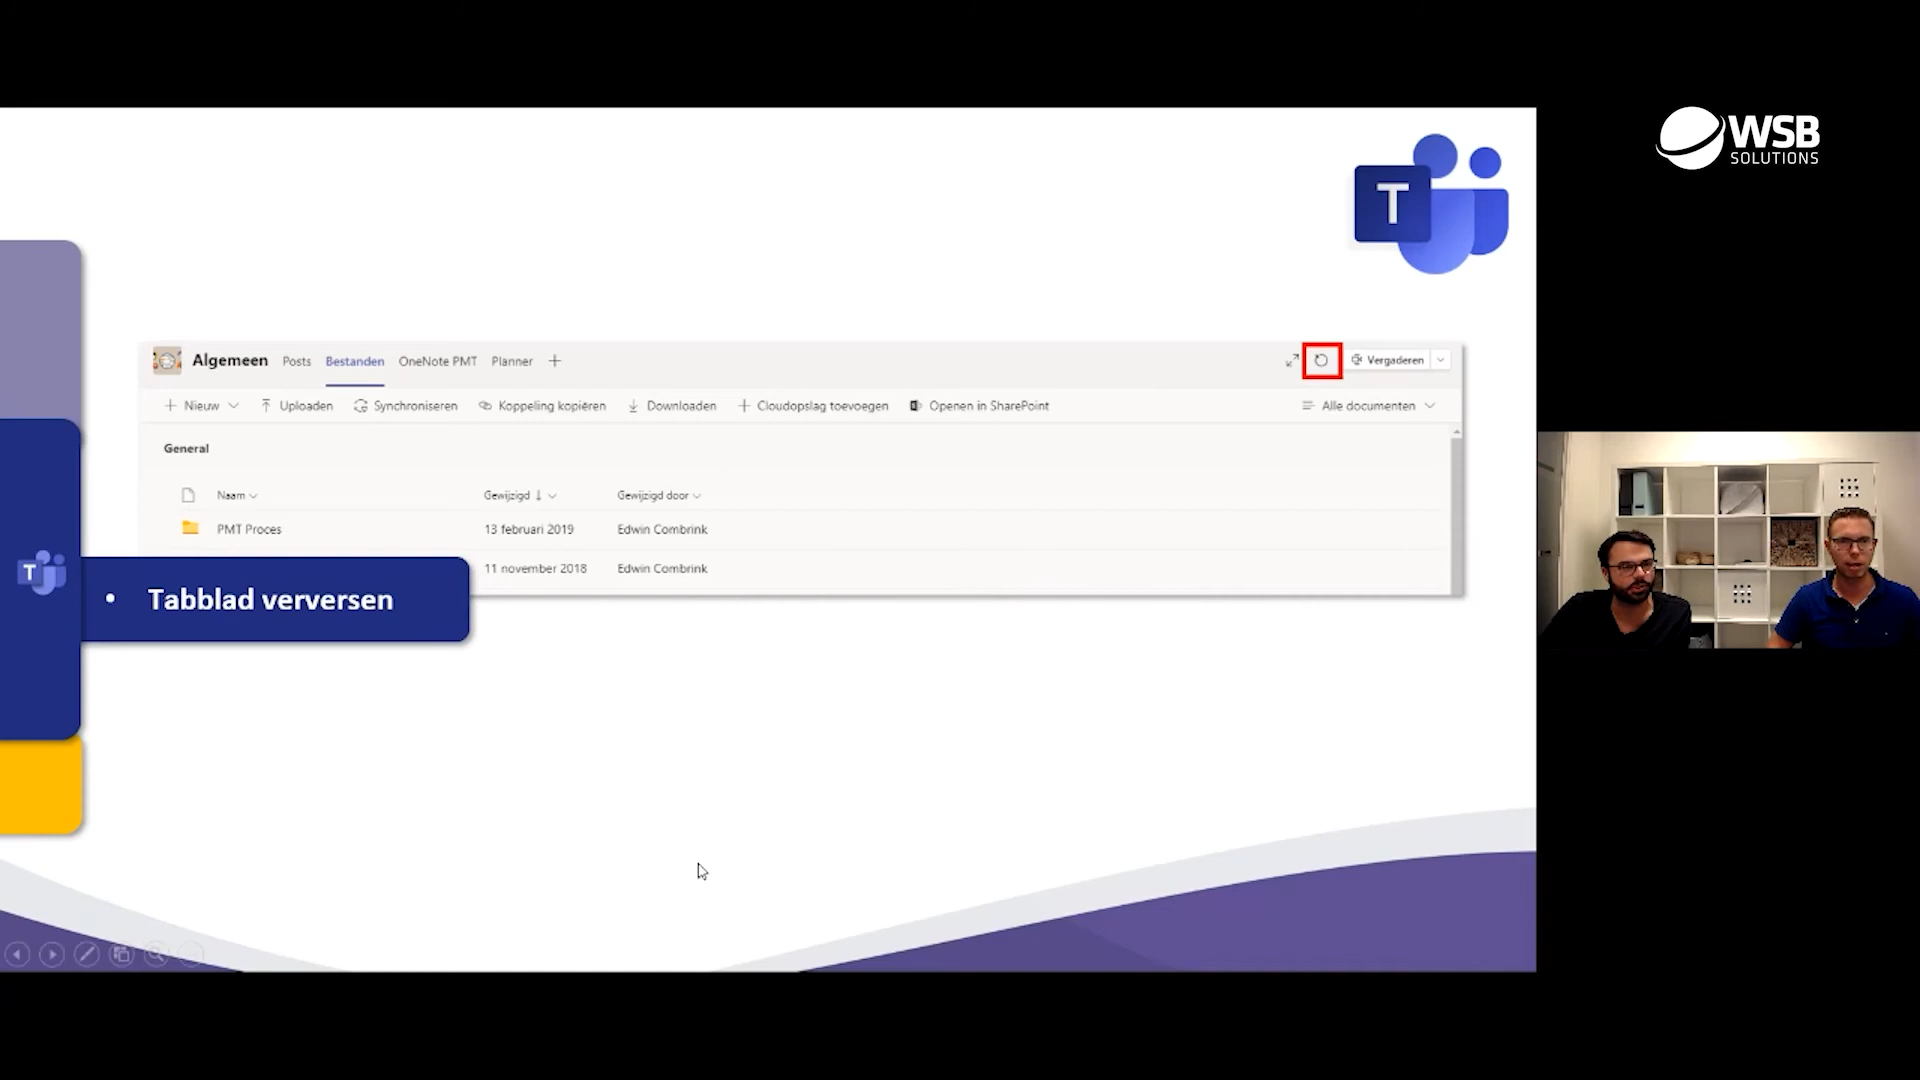 WSB
SOLUTIONS
T
Algemeen Posts Bestanden OneNote PMT Planner Vergaderen
Nieuw Uploaden Synchroniseren Koppeling kopiëren Downloaden Cloudopslag toevoegen Openen in SharePoint Alle documenten
General
Naam Gewijzigd Gewijzigd door
PMT Proces 13 februari 2019 Edwin Combrink
11 november 2018 Edwin Combrink
T
• Tabblad verversen